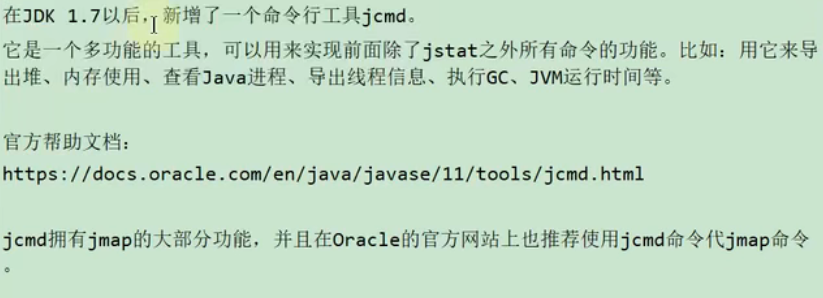 在JDK 1.7以后，新增了一个命令行工具jcmd。
它是一个多功能的工具，可以用来实现前面除了jstat之外所有命令的功能。比如：用它来导
出堆、内存使用、查看Java进程、导出线程信息、执行GC、JVM运行时间等。
官方帮助文档：
https://docs.oracle.com/en/java/javase/11/tools/jcmd.html
jcmd拥有jmap的大部分功能，并且在Oracle的官方网站上也推荐使用jcmd命令代jmap命令
。